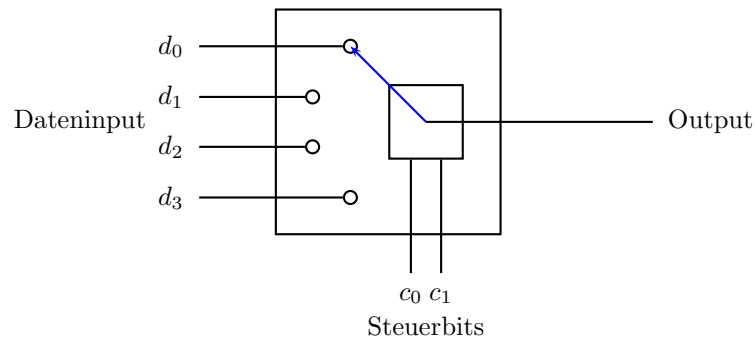 d₀
d₁
Dateninput
Output
d₂
d₃
c₀ c₁
Steuerbits